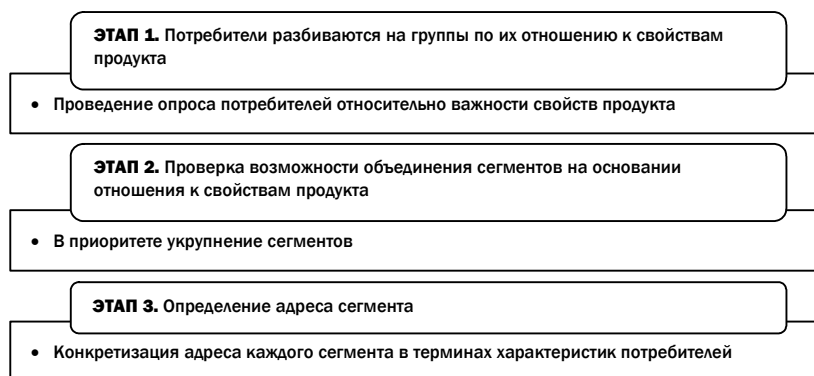 ЭТАП 1. Потребители разбиваются на группы по их отношению к свойствам
продукта
• Проведение опроса потребителей относительно важности свойств продукта
ЭТАП 2. Проверка возможности объединения сегментов на основании
отношения к свойствам продукта
• В приоритете укрупнение сегментов
ЭТАП 3. Определение адреса сегмента
• Конкретизация адреса каждого сегмента в терминах характеристик потребителей